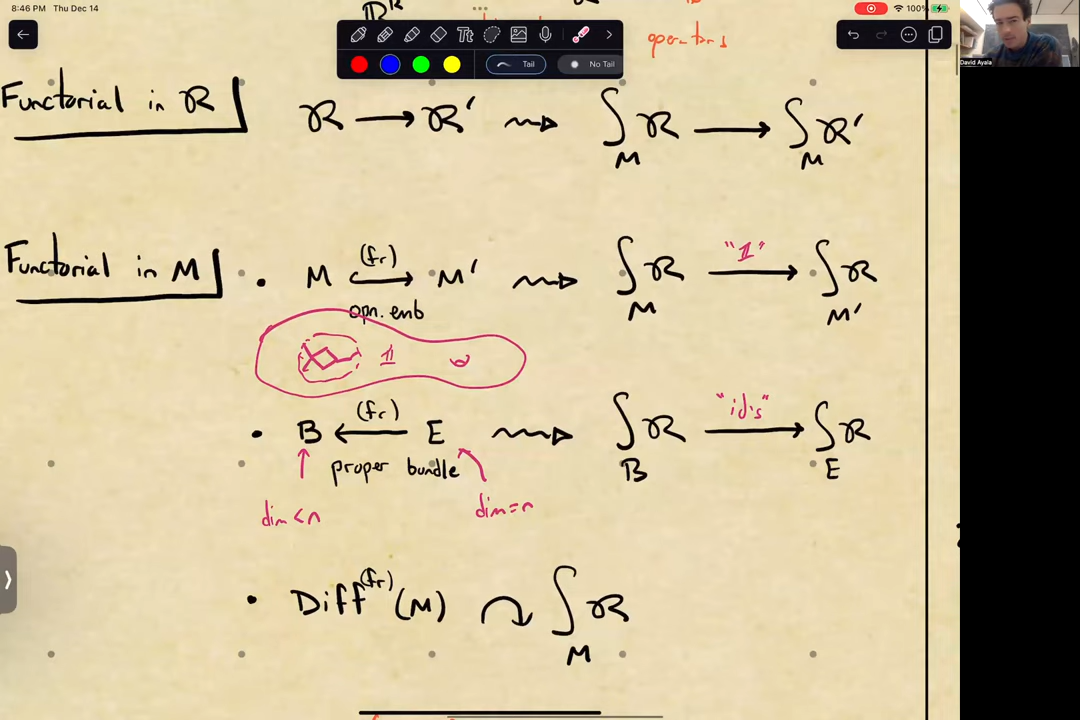 8:46 PM Thu Dec 14
100%
operators
Tt
Tail
No Tail
David Ayala
Functorial in R
R → R′ ⇝ ∫_M R → ∫_M R′
Functorial in M
• M ↪ M′ ⇝ ∫_M R → ∫_M′ R
(fr)
opn. emb
"𝟙"
𝟙
• B ← E ⇝ ∫_B R → ∫_E R
(fr)
proper bundle
"id's"
dim < n
dim = n
• Diff^(fr)(M) ↷ ∫_M R